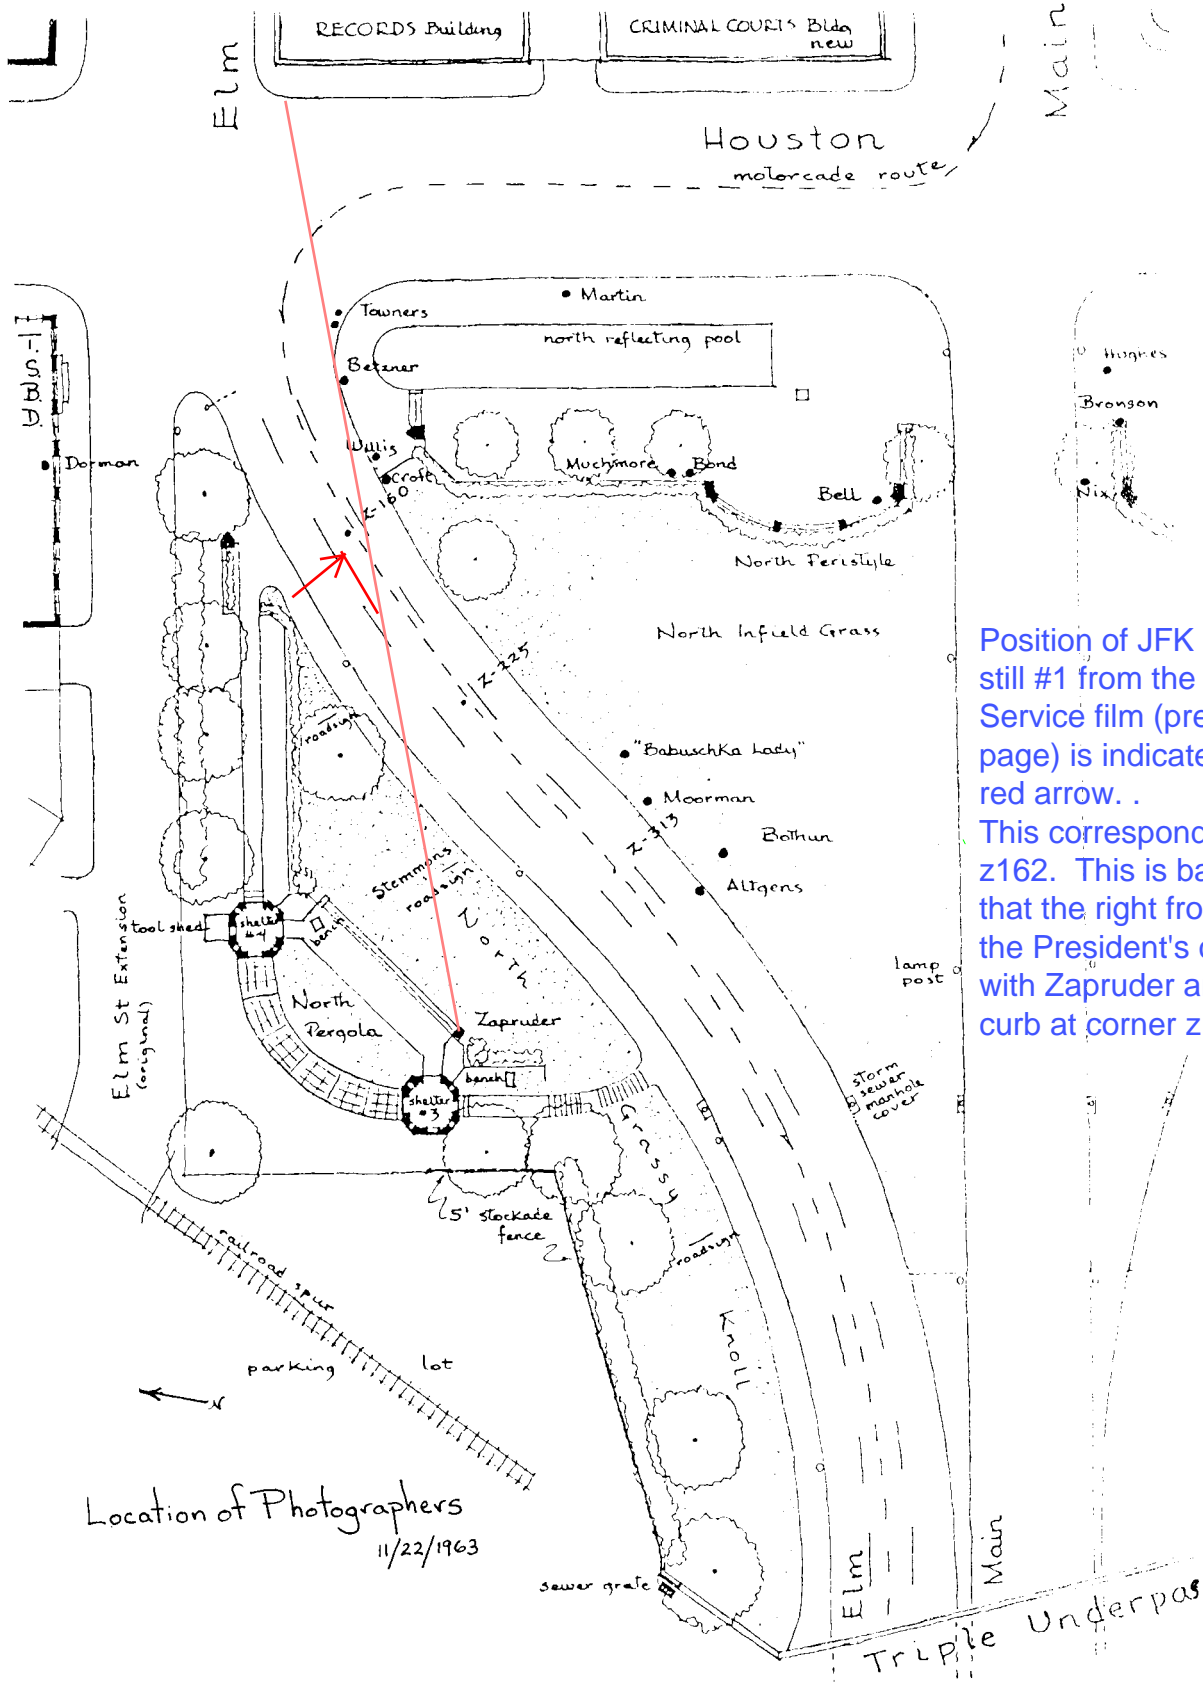 RECORDS Building
CRIMINAL COURTS Bldg
new
Elm
Main
Houston
motorcade route
Martin
Towners
north reflecting pool
Betzner
Hughes
Bronson
T.S.B.D.
Dorman
Willis
Croft
Muchmore
Bond
Bell
Nix
Z-160
North Peristyle
North Infield Grass
Position of JFK
still #1 from the
Service film (pre
page) is indicate
red arrow. .
This correspond
z162. This is ba
that the right fro
the President's c
with Zapruder a
curb at corner z
Z-225
roadsign
"Babuschka Lady"
Moorman
Z-313
Bothun
Altgens
Stemmons
roadsign
North
tool shed
shelter
#4
bench
Elm St Extension
(original)
North
Pergola
Zapruder
lamp
post
bench
shelter
#3
storm
sewer
manhole
cover
Grassy
5' stockade
fence
roadsign
railroad spur
Knoll
parking lot
N
Location of Photographers
11/22/1963
sewer grate
Elm
Main
Triple Underpas